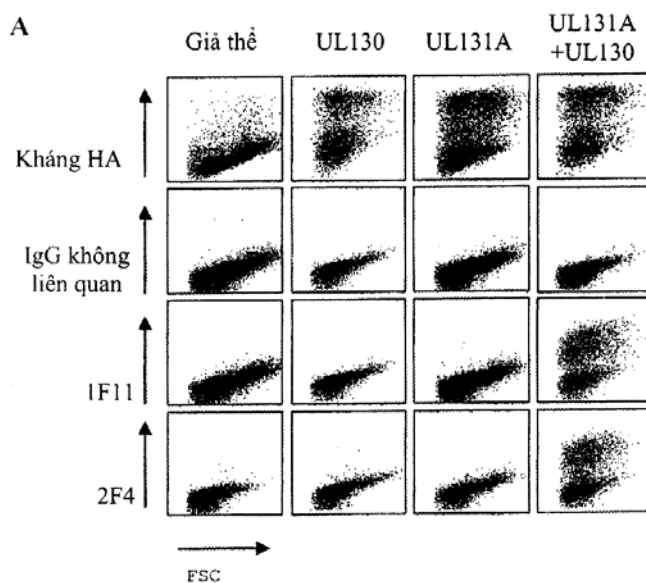 A
Giả thể
UL130
UL131A
UL131A
+UL130
Kháng HA
IgG không
liên quan
1F11
2F4
FSC